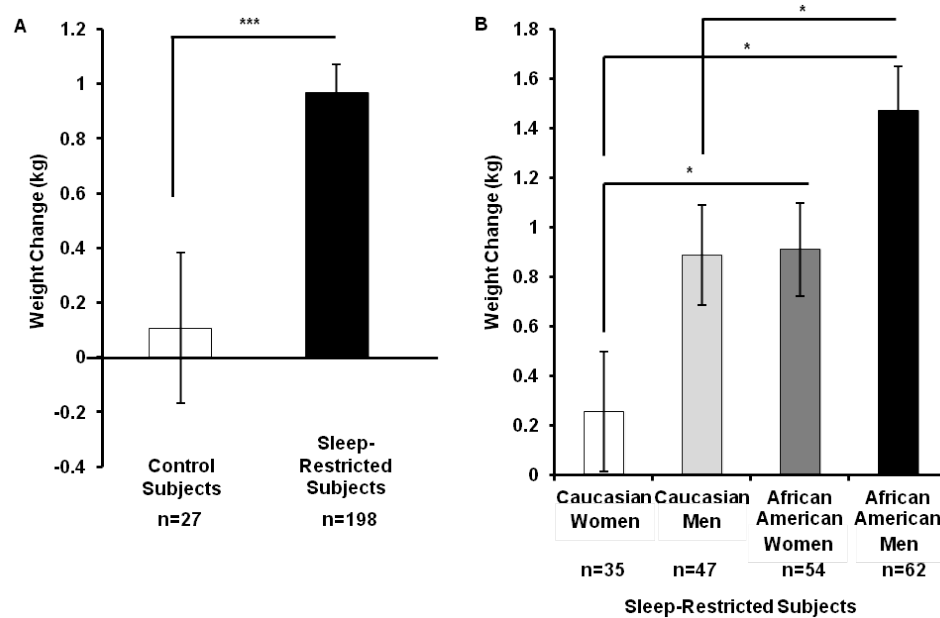 A
Weight Change (kg)
1.2
1
0.8
0.6
0.4
0.2
0
-0.2
-0.4
***
Control
Subjects
n=27
Sleep-
Restricted
Subjects
n=198
B
Weight Change (kg)
1.8
1.6
1.4
1.2
1
0.8
0.6
0.4
0.2
0
*
*
*
Caucasian
Women
n=35
Caucasian
Men
n=47
African
American
Women
n=54
African
American
Men
n=62
Sleep-Restricted Subjects